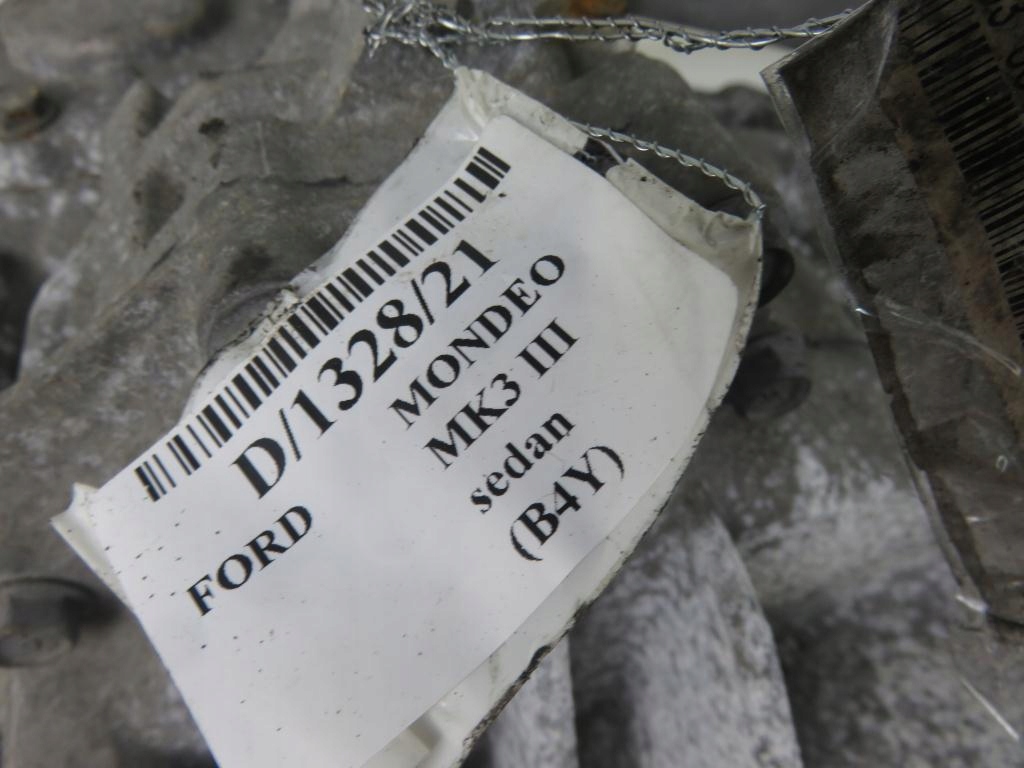 D/1328/21
FORD
MONDEO
MK3 III
sedan
(B4Y)